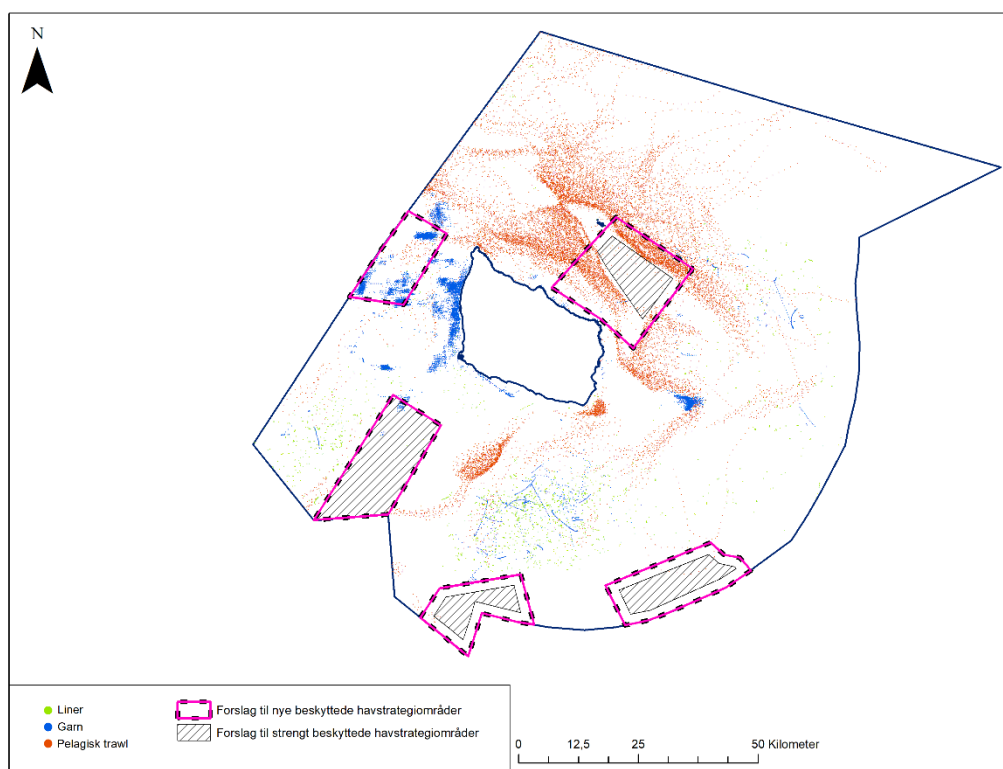 N
Liner
Garn
Pelagisk trawl
Forslag til nye beskyttede havstrategiområder
Forslag til strengt beskyttede havstrategiområder
0 12,5 25 50 Kilometer